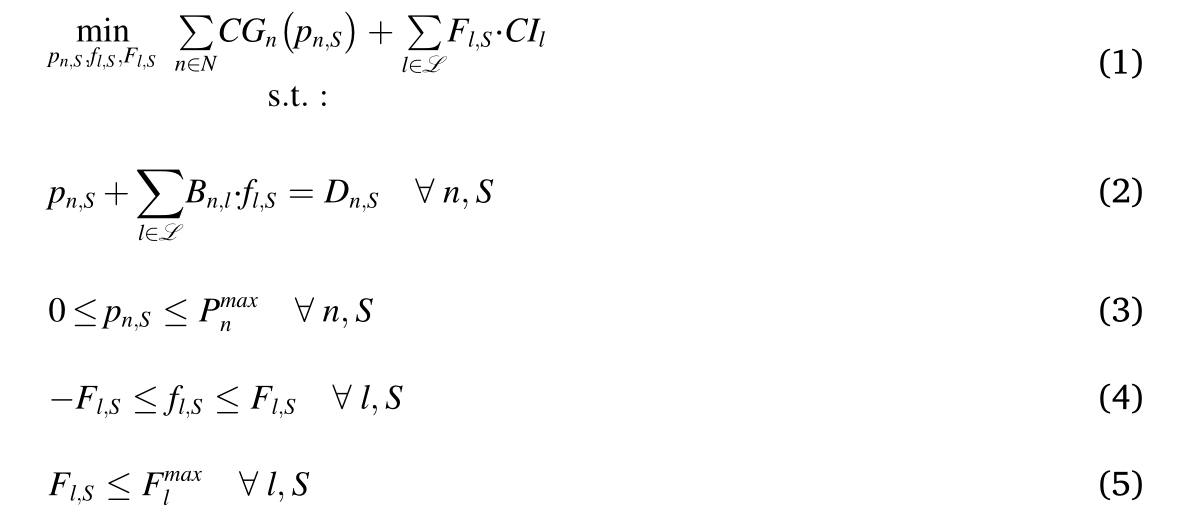 min_{p_{n,S}, f_{l,S}, F_{l,S}} ∑_{n∈N} CG_n(p_{n,S}) + ∑_{l∈ℒ} F_{l,S}·CI_l (1)
s.t. :
p_{n,S} + ∑_{l∈ℒ} B_{n,l}·f_{l,S} = D_{n,S} ∀ n, S (2)
0 ≤ p_{n,S} ≤ P_n^{max} ∀ n, S (3)
−F_{l,S} ≤ f_{l,S} ≤ F_{l,S} ∀ l, S (4)
F_{l,S} ≤ F_l^{max} ∀ l, S (5)